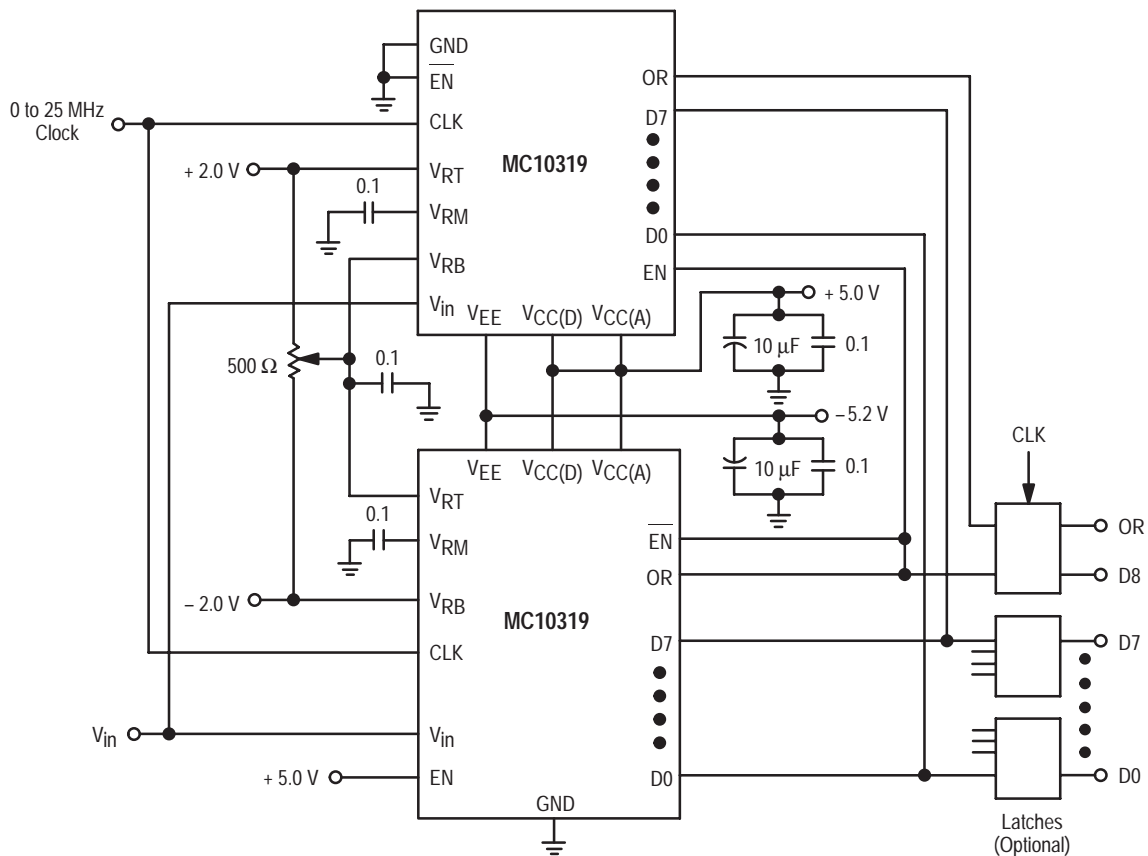 GND
EN
OR
0 to 25 MHz
Clock
CLK
D7
+ 2.0 V
VRT
MC10319
0.1
VRM
VRB
D0
EN
Vin
VEE
VCC(D)
VCC(A)
+ 5.0 V
500 Ω
0.1
10 µF
0.1
– 5.2 V
CLK
VEE
VCC(D)
VCC(A)
10 µF
0.1
VRT
0.1
VRM
EN
OR
OR
D8
– 2.0 V
VRB
MC10319
CLK
D7
D7
Vin
Vin
+ 5.0 V
EN
D0
D0
GND
Latches
(Optional)